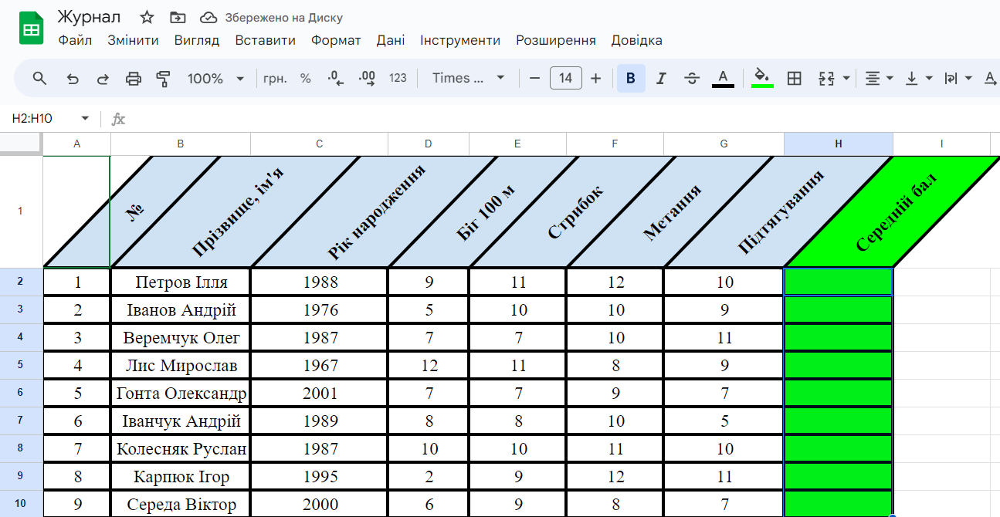 Журнал Збережено на Диску
Файл Змінити Вигляд Вставити Формат Дані Інструменти Розширення Довідка
100% грн. % .0 .00 123 Times ... 14 B I S A A
H2:H10 fx
A B C D E F G H I
1 № Прізвище, ім'я Рік народження Біг 100 м Стрибок Метання Підтягування Середній бал
2 1 Петров Ілля 1988 9 11 12 10
3 2 Іванов Андрій 1976 5 10 10 9
4 3 Веремчук Олег 1987 7 7 10 11
5 4 Лис Мирослав 1967 12 11 8 9
6 5 Гонта Олександр 2001 7 7 9 7
7 6 Іванчук Андрій 1989 8 8 10 5
8 7 Колесняк Руслан 1987 10 10 11 10
9 8 Карпюк Ігор 1995 2 9 12 11
10 9 Середа Віктор 2000 6 9 8 7